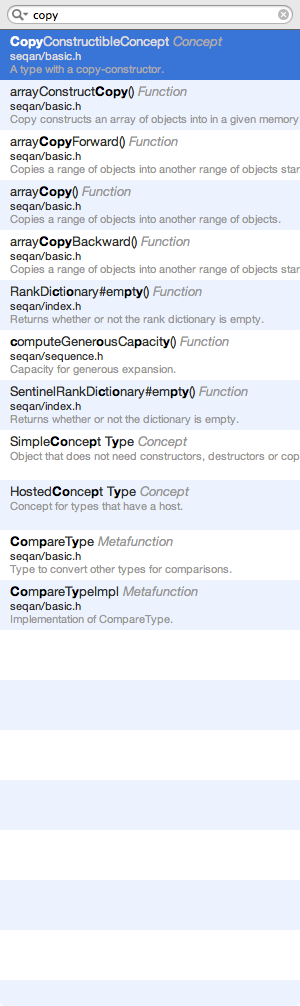 copy
CopyConstructibleConcept Concept
seqan/basic.h
A type with a copy-constructor.
arrayConstructCopy() Function
seqan/basic.h
Copy constructs an array of objects into in a given memory
arrayCopyForward() Function
seqan/basic.h
Copies a range of objects into another range of objects star
arrayCopy() Function
seqan/basic.h
Copies a range of objects into another range of objects.
arrayCopyBackward() Function
seqan/basic.h
Copies a range of objects into another range of objects star
RankDictionary#empty() Function
seqan/index.h
Returns whether or not the rank dictionary is empty.
computeGenerousCapacity() Function
seqan/sequence.h
Capacity for generous expansion.
SentinelRankDictionary#empty() Function
seqan/index.h
Returns whether or not the dictionary is empty.
SimpleConcept Type Concept
Object that does not need constructors, destructors or cop
HostedConcept Type Concept
Concept for types that have a host.
CompareType Metafunction
seqan/basic.h
Type to convert other types for comparisons.
CompareTypeImpl Metafunction
seqan/basic.h
Implementation of CompareType.